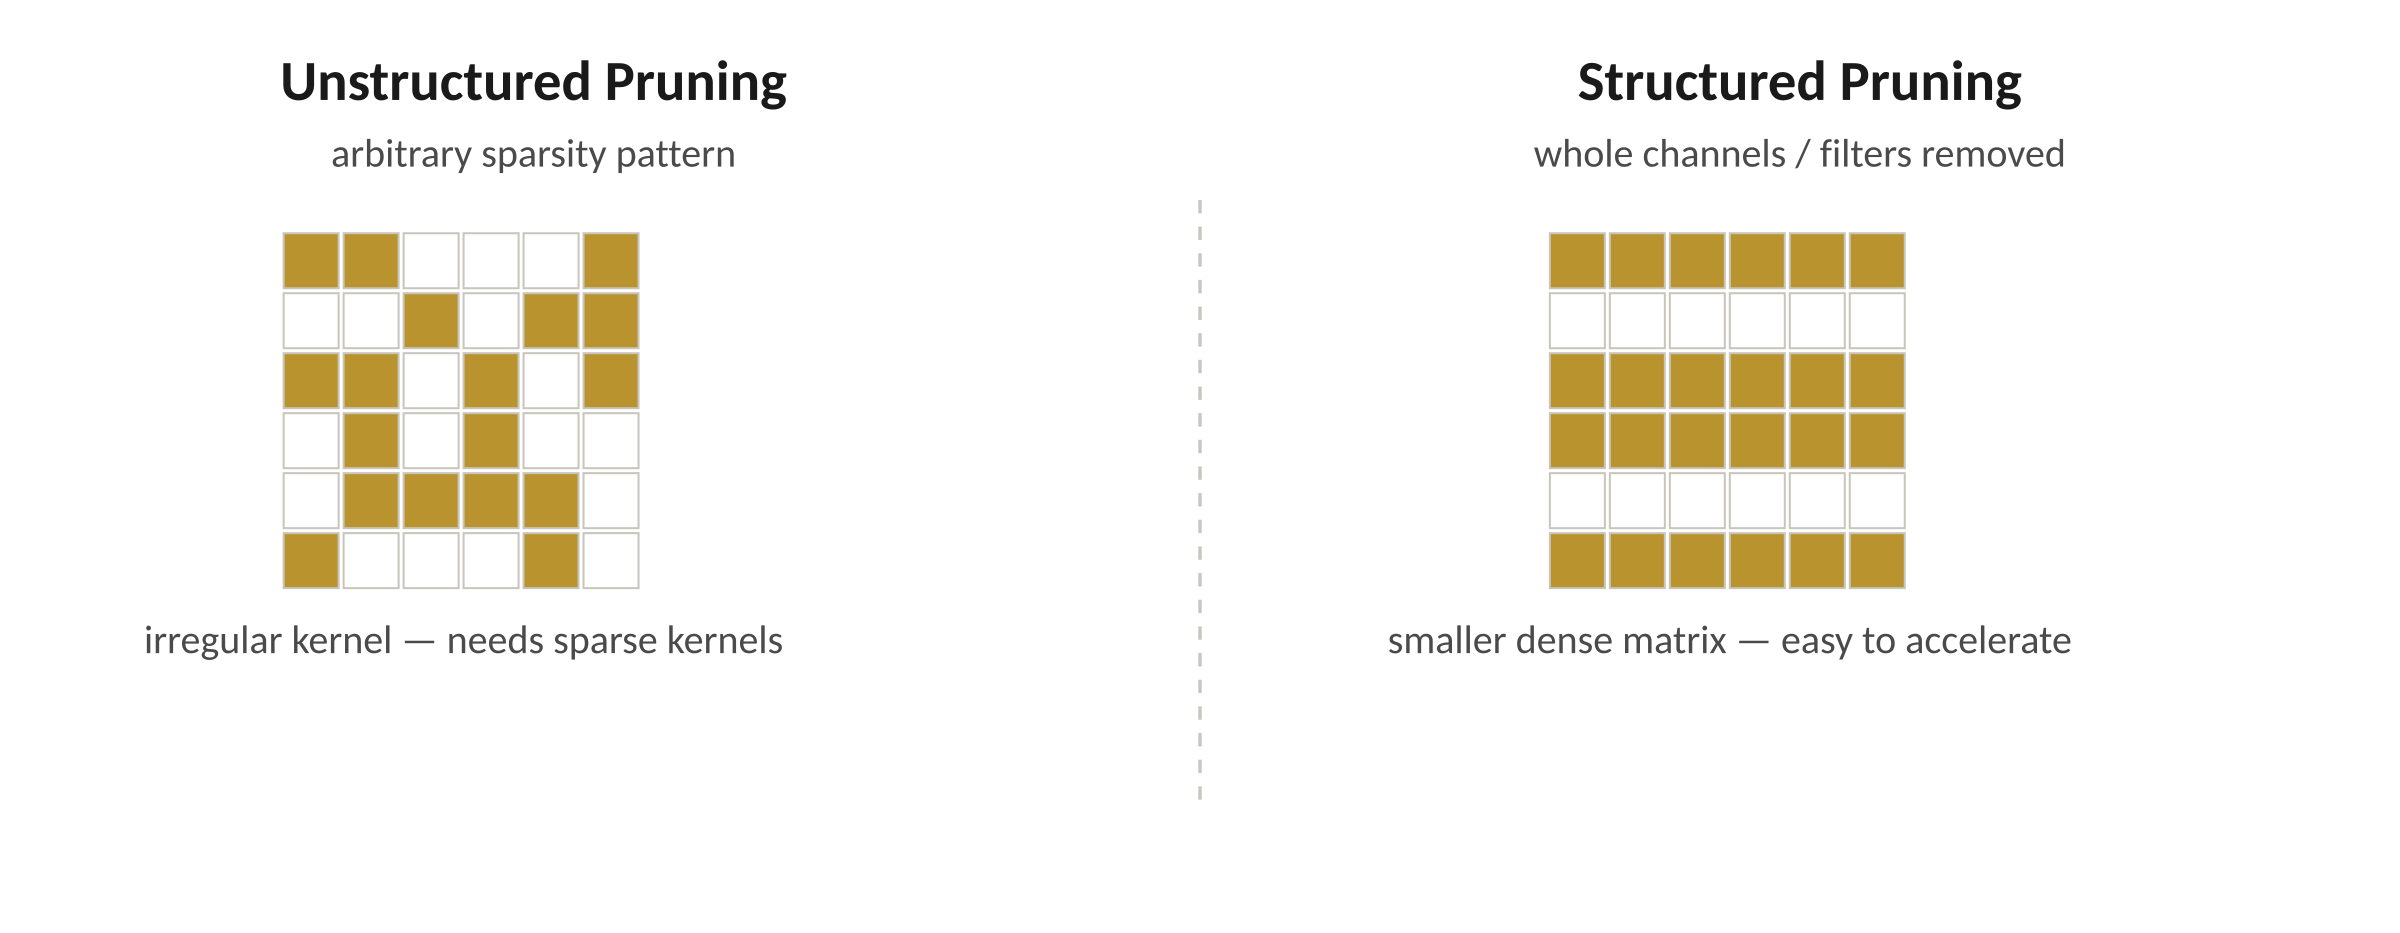 Unstructured Pruning
arbitrary sparsity pattern
irregular kernel — needs sparse kernels
Structured Pruning
whole channels / filters removed
smaller dense matrix — easy to accelerate